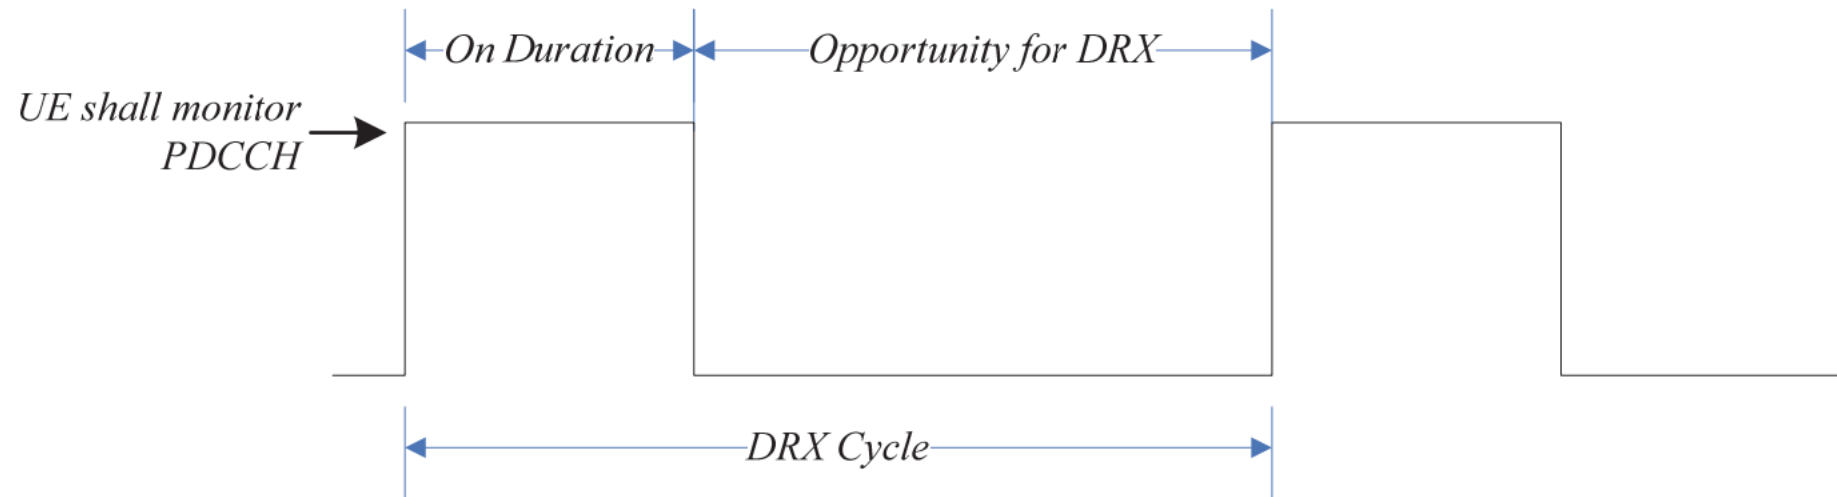 On Duration
Opportunity for DRX
UE shall monitor
PDCCH
DRX Cycle